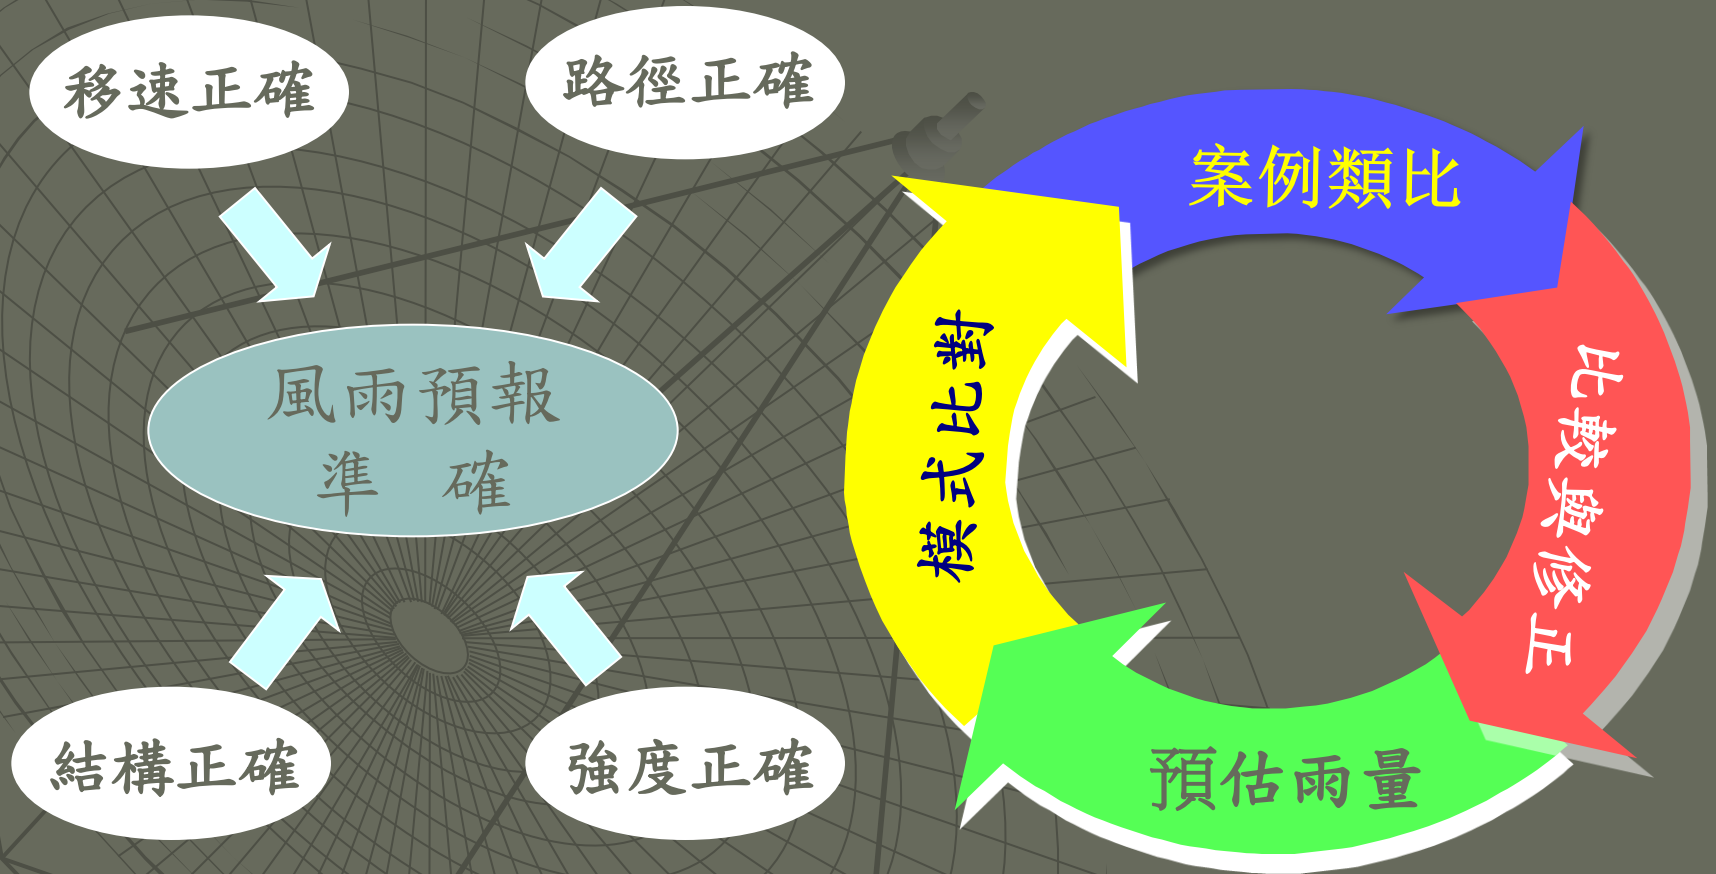 移速正確
路徑正確
風雨預報
準 確
結構正確
強度正確
案例類比
比較與修正
預估雨量
模式比對